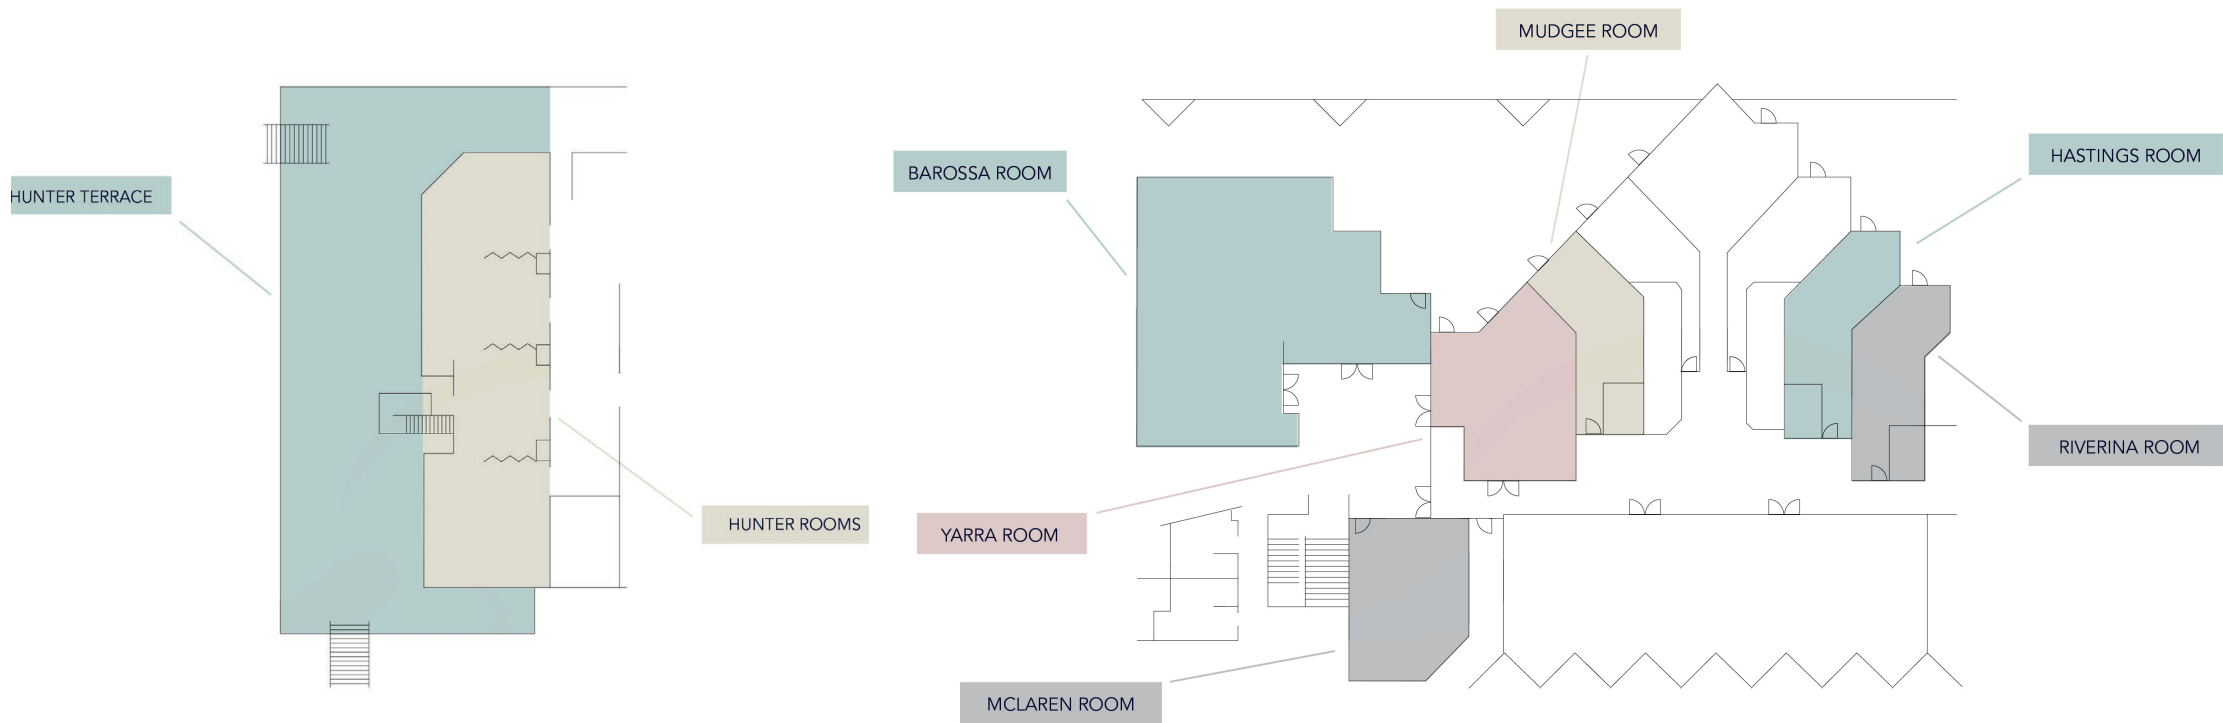 MUDGEE ROOM
HASTINGS ROOM
BAROSSA ROOM
HUNTER TERRACE
RIVERINA ROOM
HUNTER ROOMS
YARRA ROOM
MCLAREN ROOM